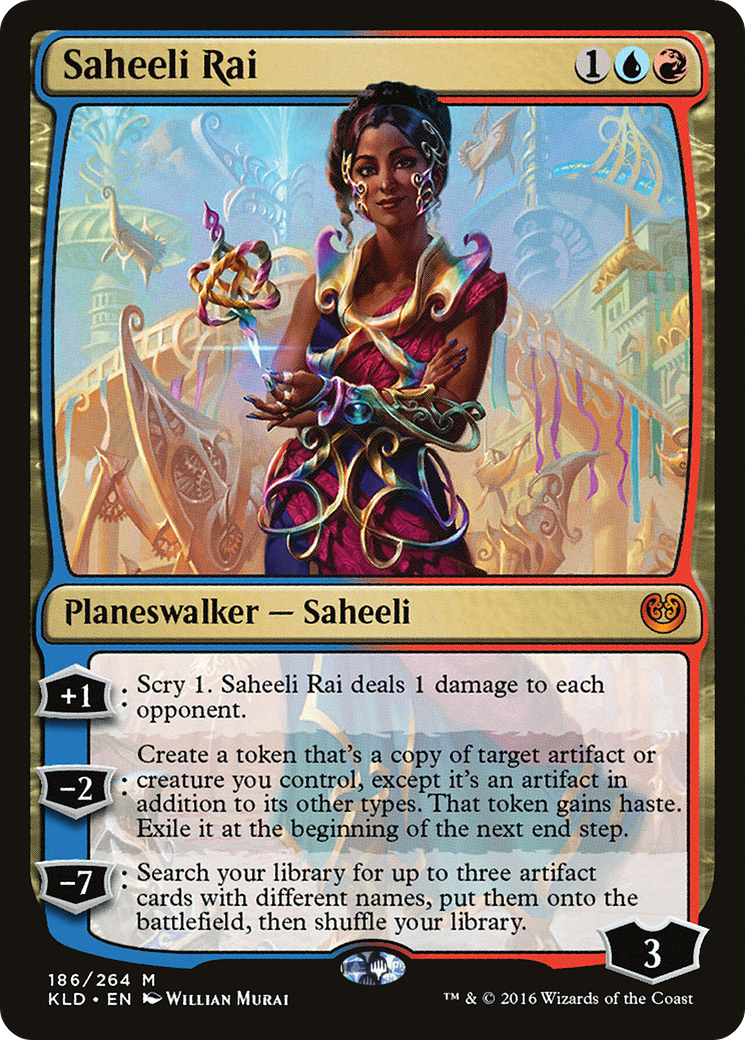 Saheeli Rai 1
Planeswalker — Saheeli
+1 : Scry 1. Saheeli Rai deals 1 damage to each
opponent.
Create a token that's a copy of target artifact or
−2 : creature you control, except it's an artifact in
addition to its other types. That token gains haste.
Exile it at the beginning of the next end step.
−7 : Search your library for up to three artifact
cards with different names, put them onto the
battlefield, then shuffle your library.
3
186/264 M
KLD • EN Willian Murai ™ & © 2016 Wizards of the Coast